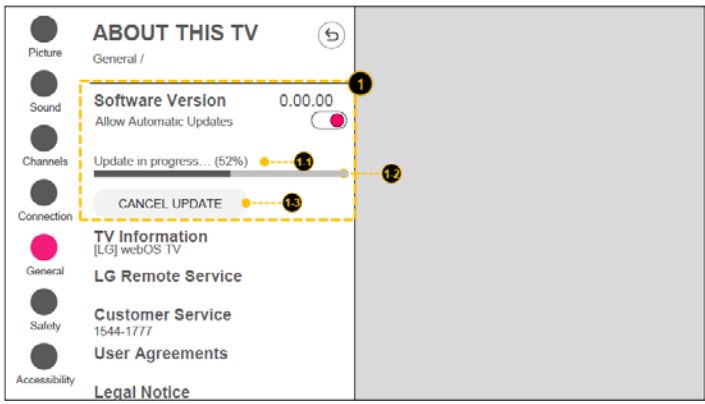 ABOUT THIS TV
General /
Picture
Sound
Channels
Connection
General
Safety
Accessibility
1
Software Version 0.00.00
Allow Automatic Updates
Update in progress... (52%) 1-1
1-2
CANCEL UPDATE 1-3
TV Information
[LG] webOS TV
LG Remote Service
Customer Service
1544-1777
User Agreements
Legal Notice